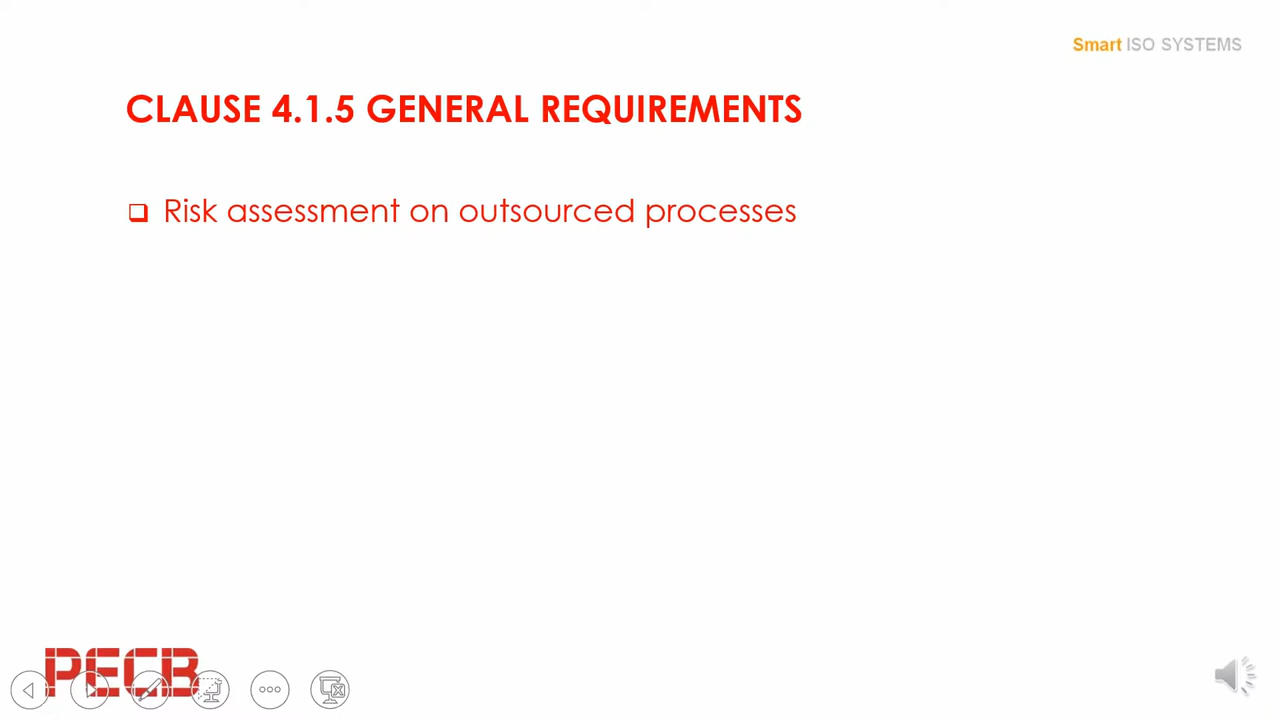 Smart ISO SYSTEMS
CLAUSE 4.1.5 GENERAL REQUIREMENTS
Risk assessment on outsourced processes
PECB